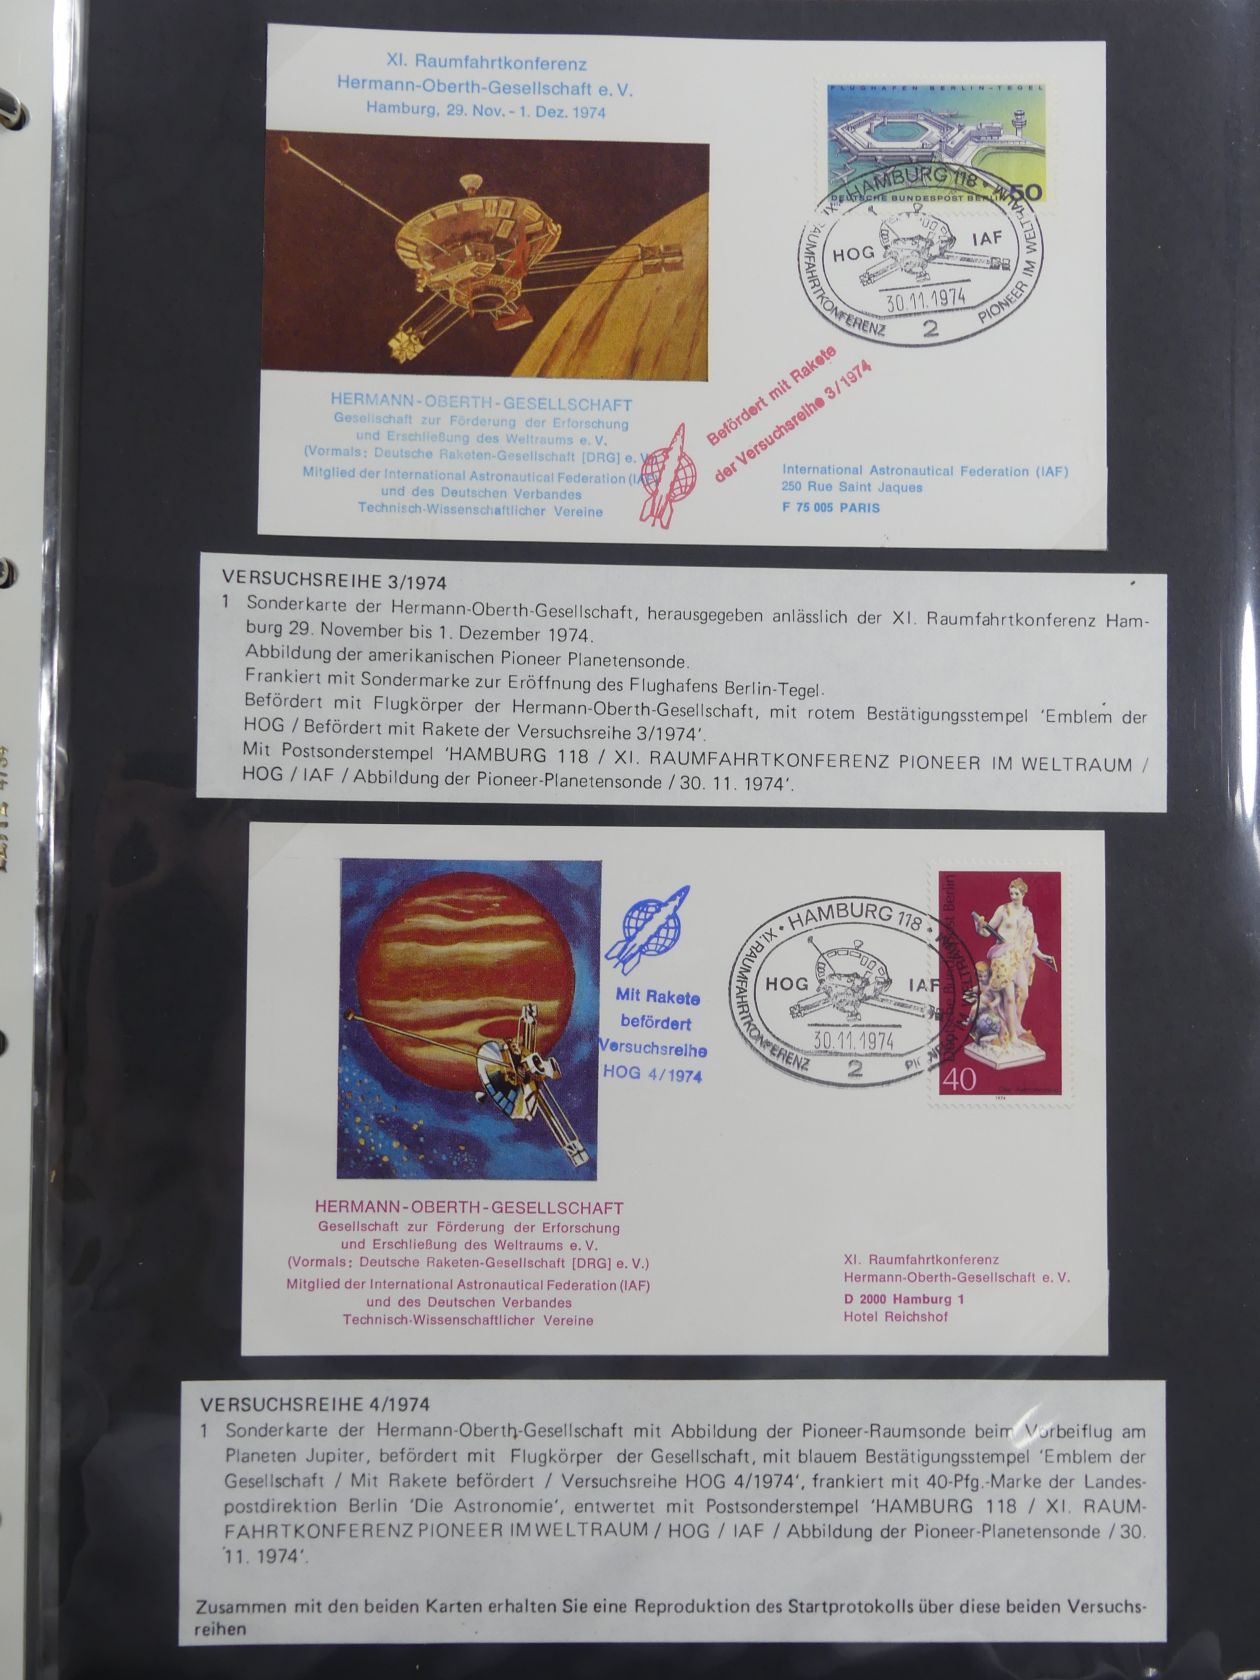 XI. Raumfahrtkonferenz
Hermann-Oberth-Gesellschaft e. V.
Hamburg, 29. Nov. - 1. Dez. 1974
FLUGHAFEN BERLIN-TEGEL
DEUTSCHE BUNDESPOST BERLIN 50
HAMBURG 118
XI. RAUMFAHRTKONFERENZ
PIONEER IM WELTRAUM
HOG
IAF
30.11.1974
2
Befördert mit Rakete
der Versuchsreihe 3/1974
HERMANN-OBERTH-GESELLSCHAFT
Gesellschaft zur Förderung der Erforschung
und Erschließung des Weltraums e. V.
(Vormals: Deutsche Raketen-Gesellschaft [DRG] e. V.)
Mitglied der International Astronautical Federation (IAF)
und des Deutschen Verbandes
Technisch-Wissenschaftlicher Vereine
International Astronautical Federation (IAF)
250 Rue Saint Jaques
F 75 005 PARIS
VERSUCHSREIHE 3/1974
1 Sonderkarte der Hermann-Oberth-Gesellschaft, herausgegeben anlässlich der XI. Raumfahrtkonferenz Ham-
burg 29. November bis 1. Dezember 1974.
Abbildung der amerikanischen Pioneer Planetensonde.
Frankiert mit Sondermarke zur Eröffnung des Flughafens Berlin-Tegel.
Befördert mit Flugkörper der Hermann-Oberth-Gesellschaft, mit rotem Bestätigungsstempel 'Emblem der
HOG / Befördert mit Rakete der Versuchsreihe 3/1974'.
Mit Postsonderstempel 'HAMBURG 118 / XI. RAUMFAHRTKONFERENZ PIONEER IM WELTRAUM /
HOG / IAF / Abbildung der Pioneer-Planetensonde / 30. 11. 1974'.
Mit Rakete
befördert
Versuchsreihe
HOG 4/1974
HAMBURG 118
XI. RAUMFAHRTKONFERENZ
HOG
IAF
30.11.1974
2
Deutsche Bundespost Berlin
40
Die Astronomie
1974
HERMANN-OBERTH-GESELLSCHAFT
Gesellschaft zur Förderung der Erforschung
und Erschließung des Weltraums e. V.
(Vormals: Deutsche Raketen-Gesellschaft [DRG] e. V.)
Mitglied der International Astronautical Federation (IAF)
und des Deutschen Verbandes
Technisch-Wissenschaftlicher Vereine
XI. Raumfahrtkonferenz
Hermann-Oberth-Gesellschaft e. V.
D 2000 Hamburg 1
Hotel Reichshof
VERSUCHSREIHE 4/1974
1 Sonderkarte der Hermann-Oberth-Gesellschaft mit Abbildung der Pioneer-Raumsonde beim Vorbeiflug am
Planeten Jupiter, befördert mit Flugkörper der Gesellschaft, mit blauem Bestätigungsstempel 'Emblem der
Gesellschaft / Mit Rakete befördert / Versuchsreihe HOG 4/1974', frankiert mit 40-Pfg.-Marke der Landes-
postdirektion Berlin 'Die Astronomie', entwertet mit Postsonderstempel 'HAMBURG 118 / XI. RAUM-
FAHRTKONFERENZ PIONEER IM WELTRAUM / HOG / IAF / Abbildung der Pioneer-Planetensonde / 30.
11. 1974'.
Zusammen mit den beiden Karten erhalten Sie eine Reproduktion des Startprotokolls über diese beiden Versuchs-
reihen